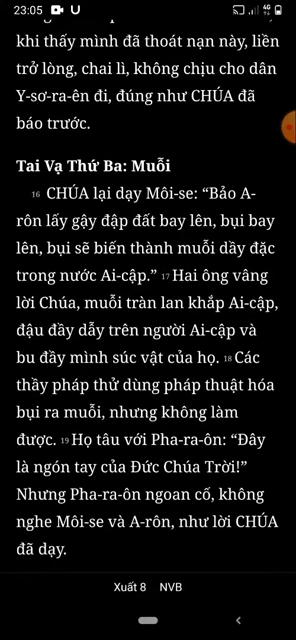 23:05 U 4G
khi thấy mình đã thoát nạn này, liền
trở lòng, chai lì, không chịu cho dân
Y-sơ-ra-ên đi, đúng như CHÚA đã
báo trước.
Tai Vạ Thứ Ba: Muỗi
16 CHÚA lại dạy Môi-se: “Bảo A-
rôn lấy gậy đập đất bay lên, bụi bay
lên, bụi sẽ biến thành muỗi dầy đặc
trong nước Ai-cập.” 17 Hai ông vâng
lời Chúa, muỗi tràn lan khắp Ai-cập,
đậu đầy dẫy trên người Ai-cập và
bu đầy mình súc vật của họ. 18 Các
thầy pháp thử dùng pháp thuật hóa
bụi ra muỗi, nhưng không làm
được. 19 Họ tâu với Pha-ra-ôn: “Đây
là ngón tay của Đức Chúa Trời!”
Nhưng Pha-ra-ôn ngoan cố, không
nghe Môi-se và A-rôn, như lời CHÚA
đã dạy.
Xuất 8 NVB